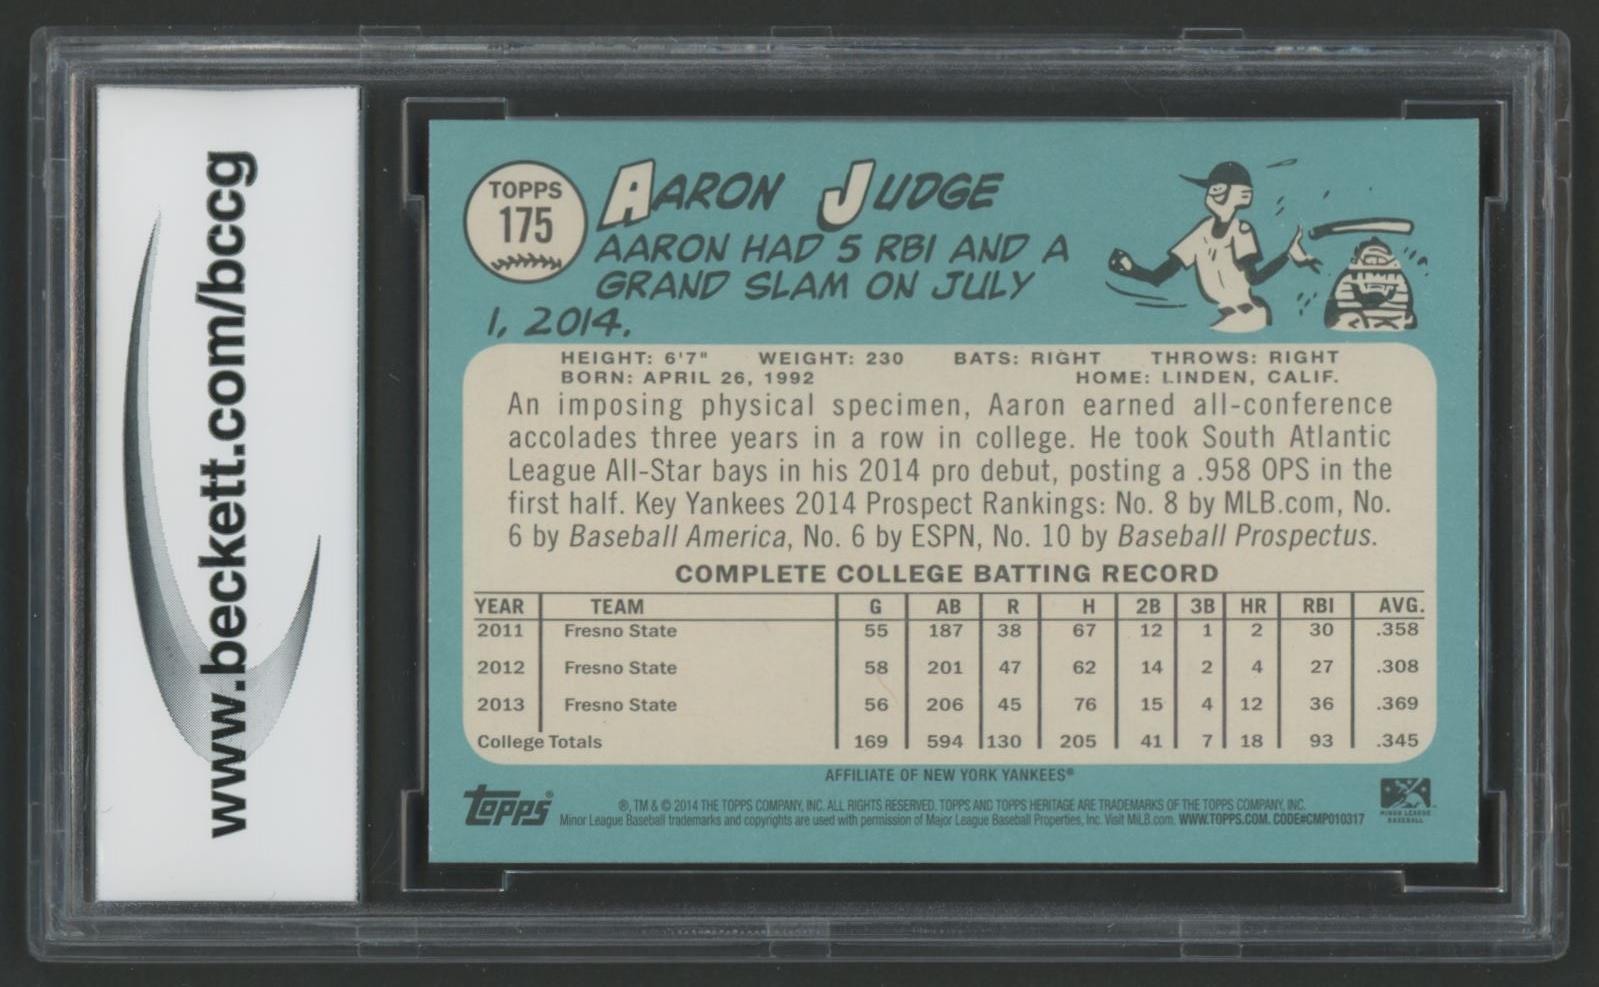 www.beckett.com/bccg
TOPPS
175
AARON JUDGE
AARON HAD 5 RBI AND A
GRAND SLAM ON JULY
1, 2014.
HEIGHT: 6'7" WEIGHT: 230 BATS: RIGHT THROWS: RIGHT
BORN: APRIL 26, 1992 HOME: LINDEN, CALIF.
An imposing physical specimen, Aaron earned all-conference
accolades three years in a row in college. He took South Atlantic
League All-Star bays in his 2014 pro debut, posting a .958 OPS in the
first half. Key Yankees 2014 Prospect Rankings: No. 8 by MLB.com, No.
6 by Baseball America, No. 6 by ESPN, No. 10 by Baseball Prospectus.
COMPLETE COLLEGE BATTING RECORD
YEAR TEAM G AB R H 2B 3B HR RBI AVG.
2011 Fresno State 55 187 38 67 12 1 2 30 .358
2012 Fresno State 58 201 47 62 14 2 4 27 .308
2013 Fresno State 56 206 45 76 15 4 12 36 .369
College Totals 169 594 130 205 41 7 18 93 .345
AFFILIATE OF NEW YORK YANKEES®
topps®
®, TM & © 2014 THE TOPPS COMPANY, INC. ALL RIGHTS RESERVED. TOPPS AND TOPPS HERITAGE ARE TRADEMARKS OF THE TOPPS COMPANY, INC.
Minor League Baseball trademarks and copyrights are used with permission of Major League Baseball Properties, Inc. Visit MiLB.com. WWW.TOPPS.COM. CODE#CMP010317
MINOR LEAGUE
BASEBALL